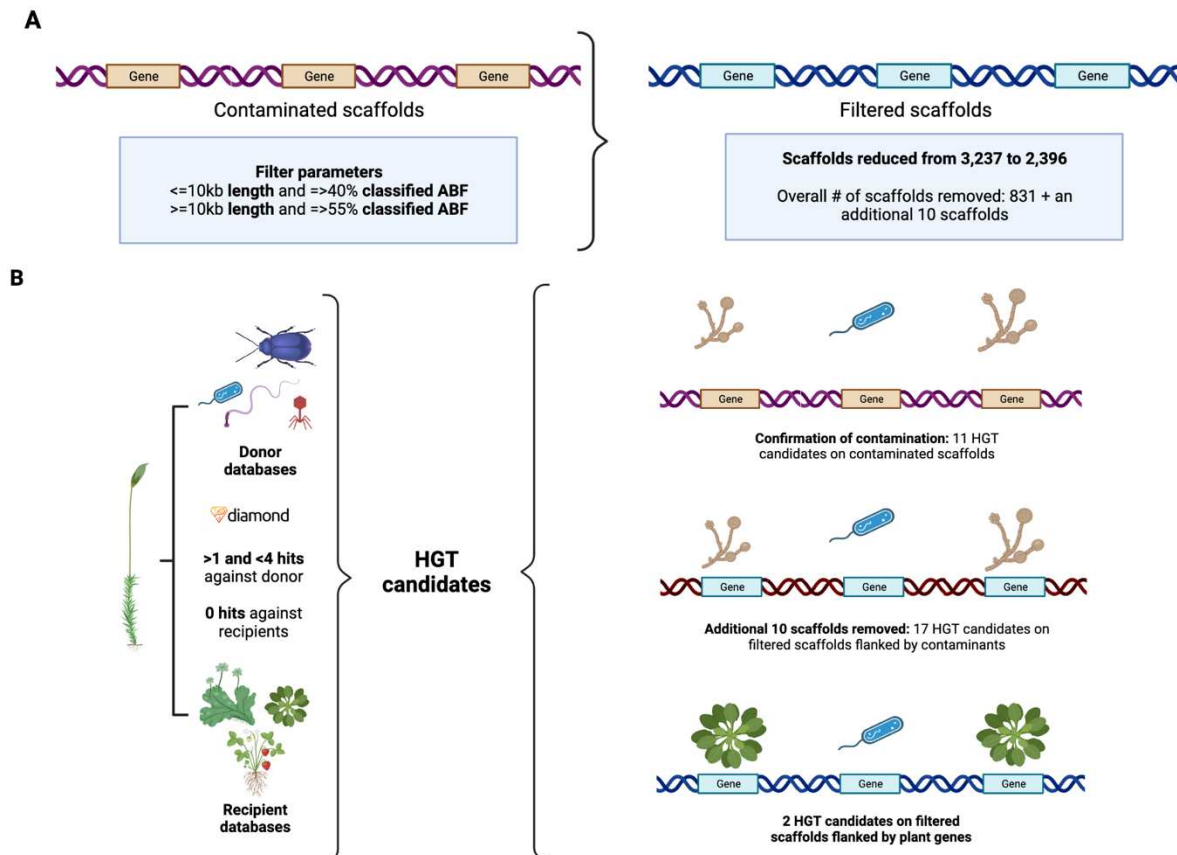 A
Gene
Gene
Gene
Contaminated scaffolds
Filter parameters
<=10kb length and =>40% classified ABF
>=10kb length and =>55% classified ABF
Gene
Gene
Gene
Filtered scaffolds
Scaffolds reduced from 3,237 to 2,396
Overall # of scaffolds removed: 831 + an
additional 10 scaffolds
B
Donor
databases
diamond
>1 and <4 hits
against donor
0 hits against
recipients
Recipient
databases
HGT
candidates
Gene
Gene
Gene
Confirmation of contamination: 11 HGT
candidates on contaminated scaffolds
Gene
Gene
Gene
Additional 10 scaffolds removed: 17 HGT candidates on
filtered scaffolds flanked by contaminants
Gene
Gene
Gene
2 HGT candidates on filtered
scaffolds flanked by plant genes